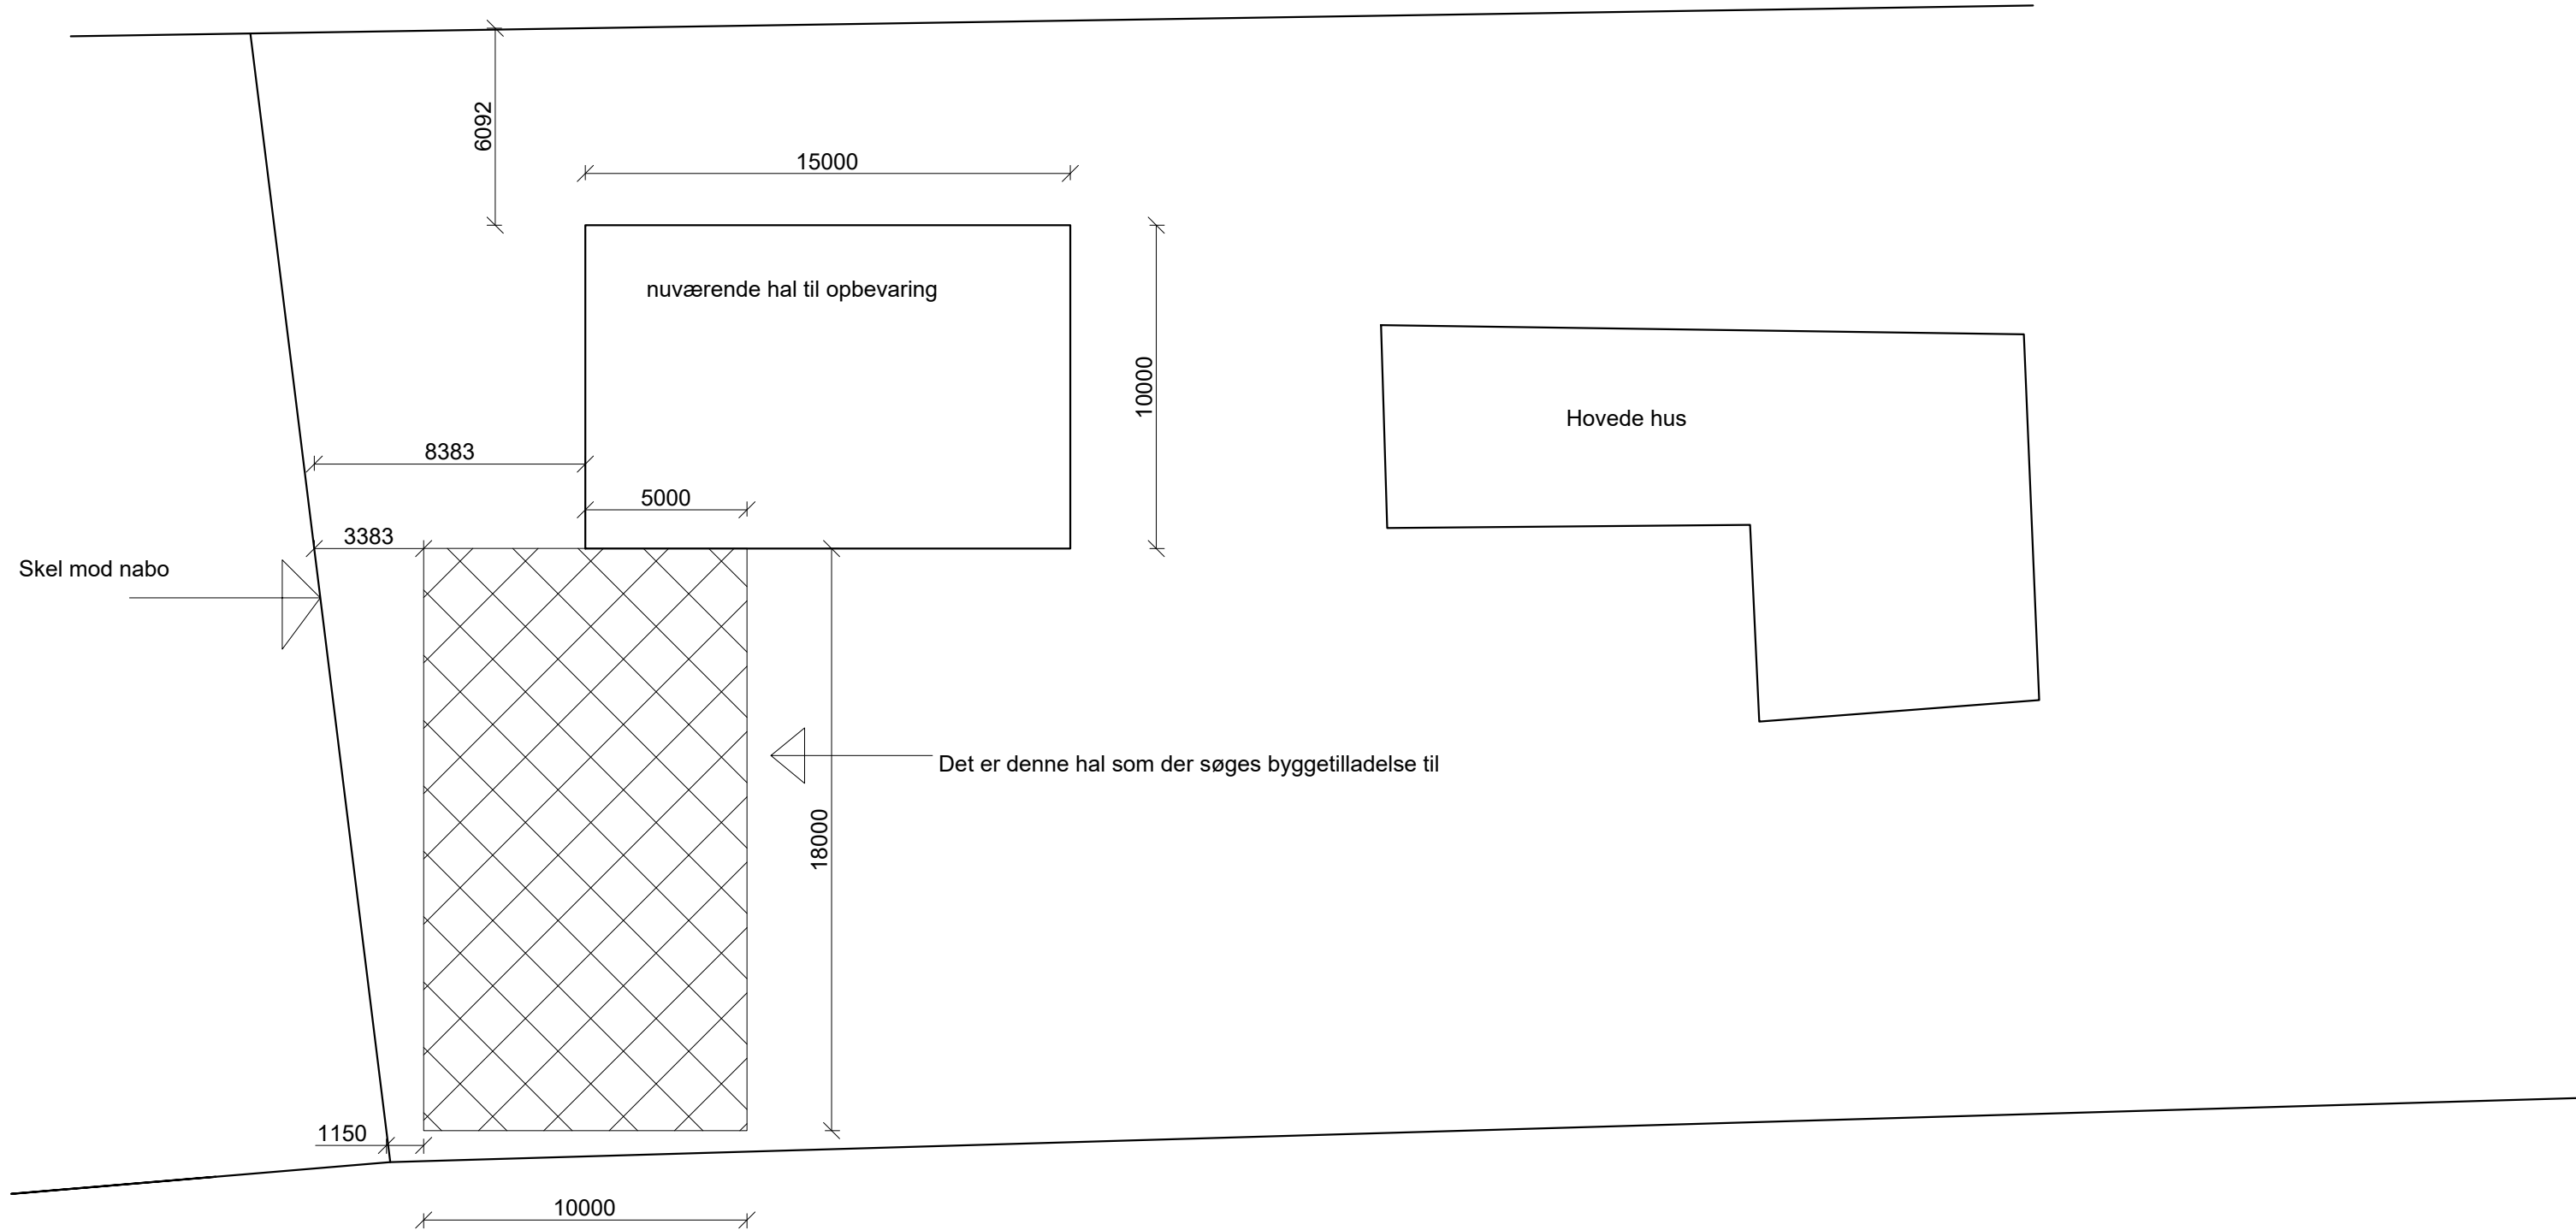 6092
15000
nuværende hal til opbevaring
10000
Hovede hus
8383
5000
3383
Skel mod nabo
Det er denne hal som der søges byggetilladelse til
18000
1150
10000